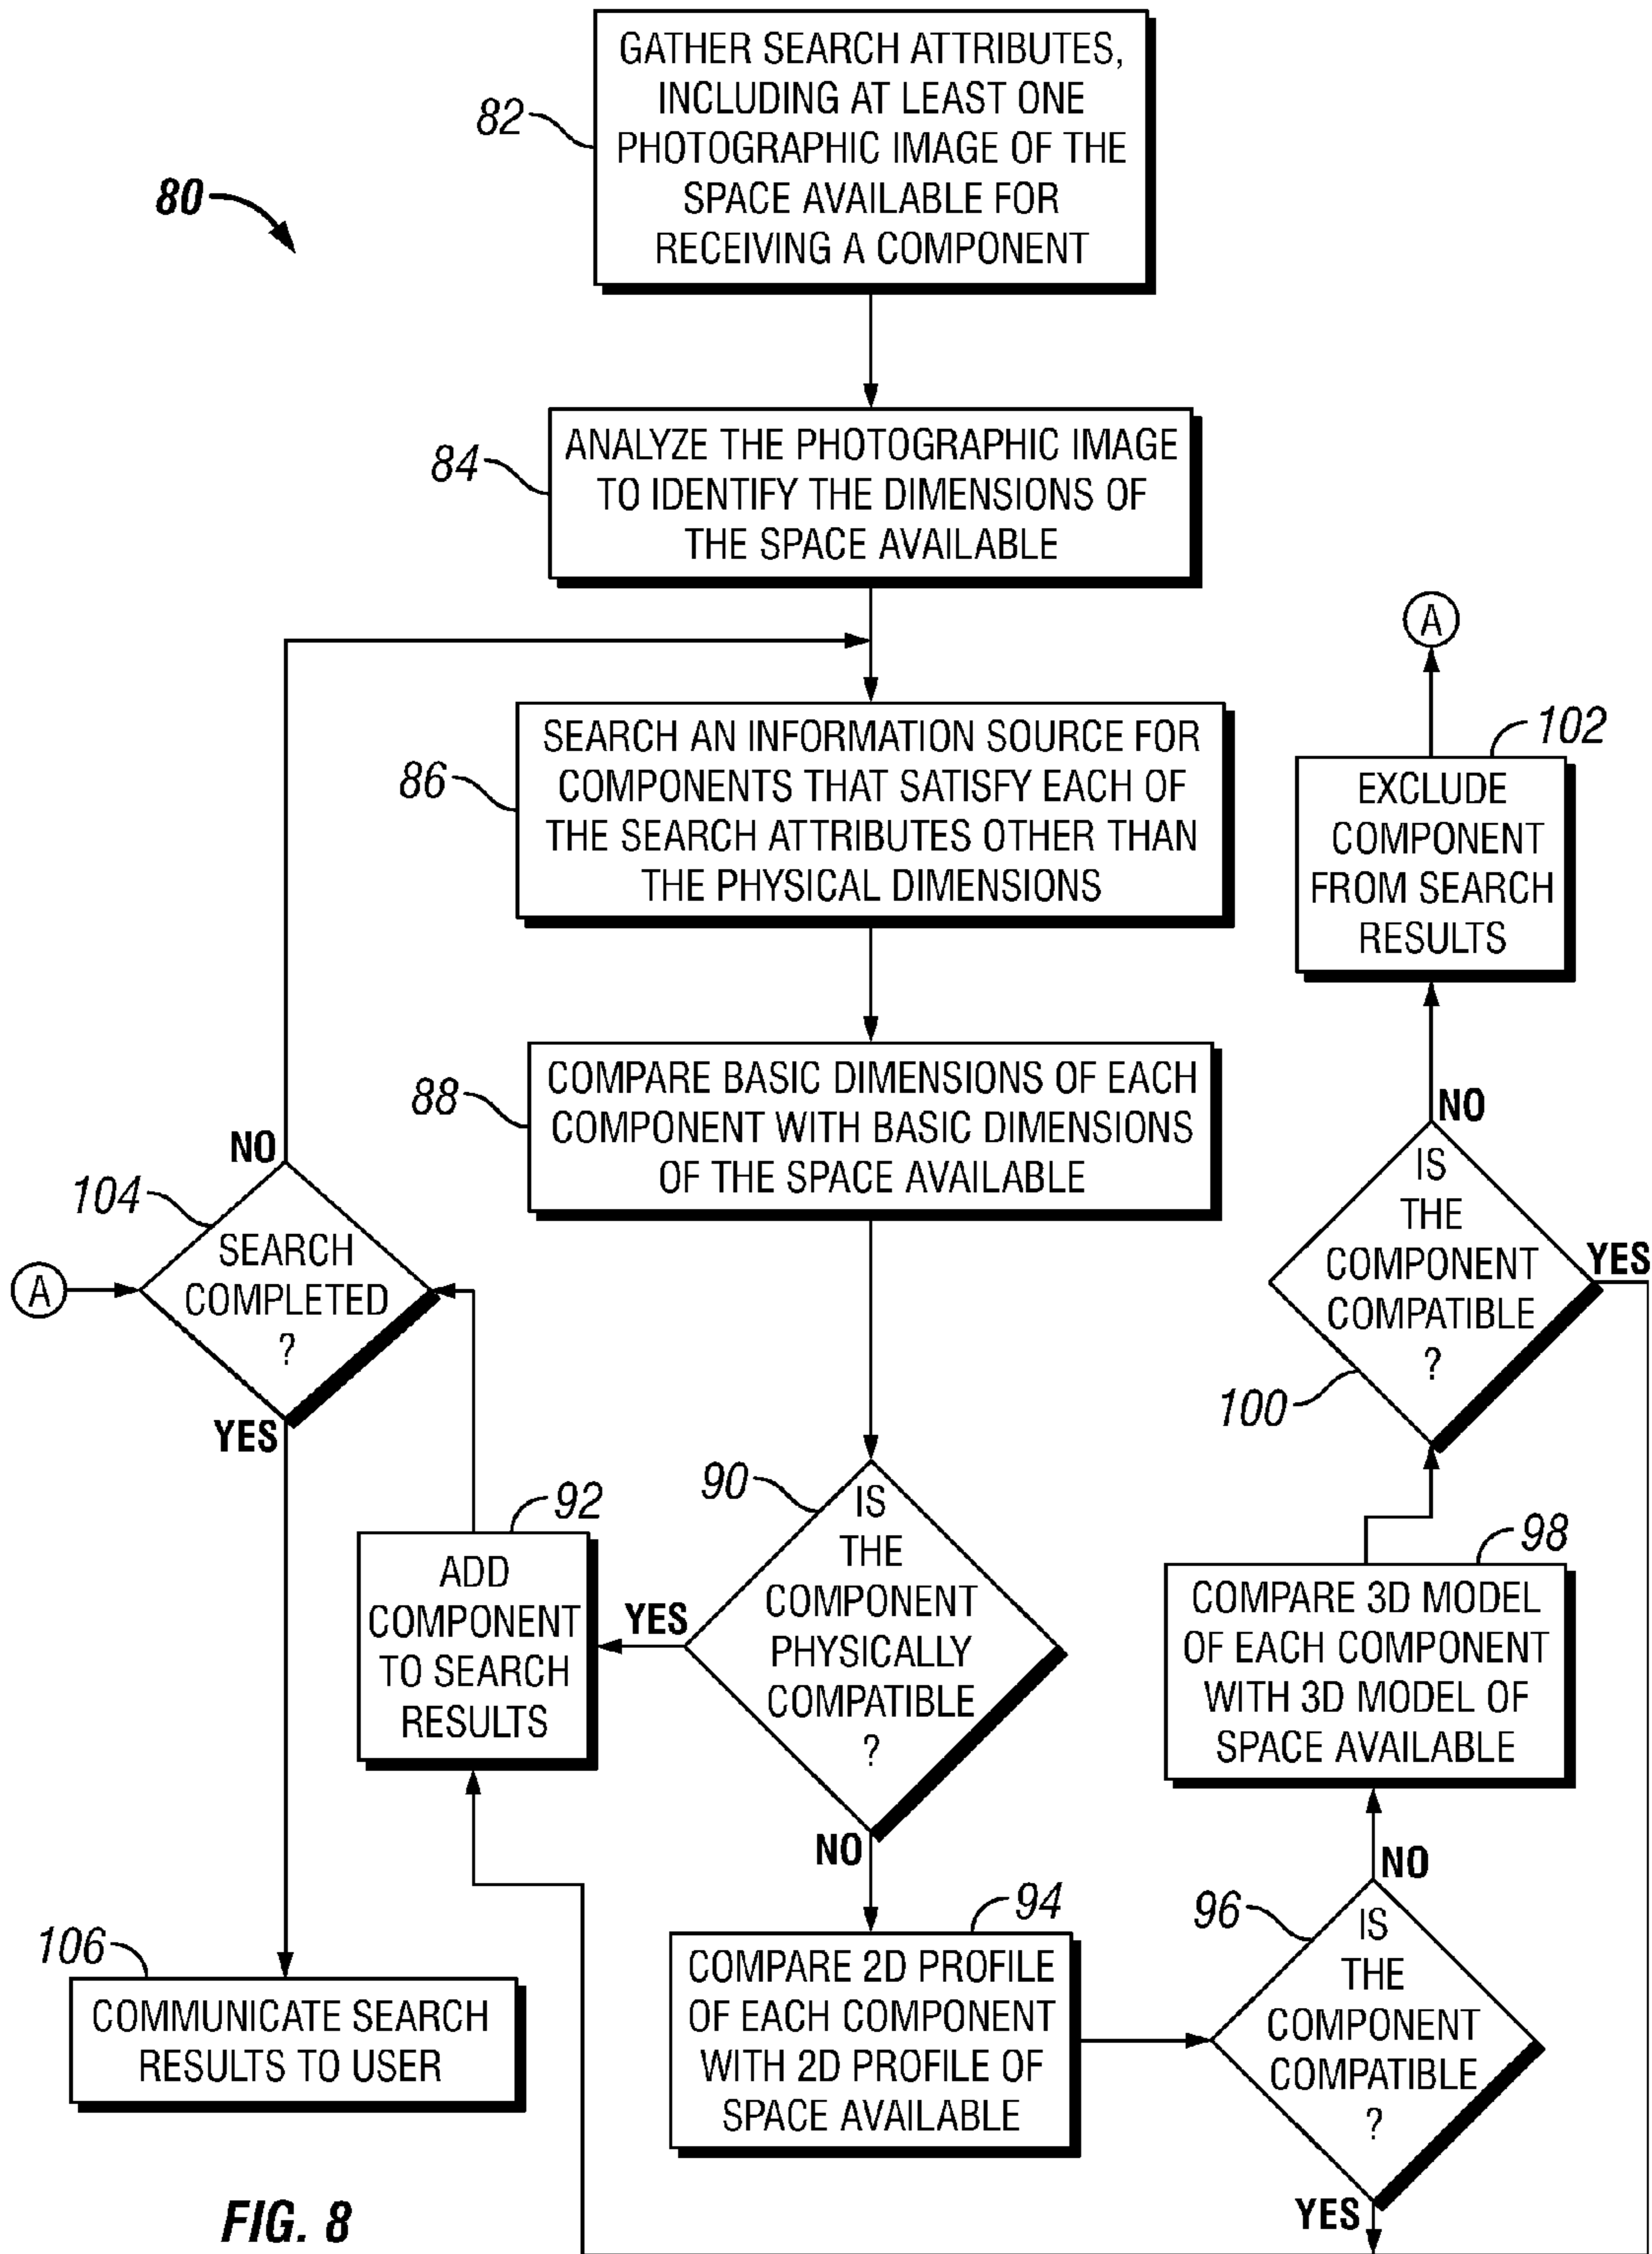 80
82
GATHER SEARCH ATTRIBUTES,
INCLUDING AT LEAST ONE
PHOTOGRAPHIC IMAGE OF THE
SPACE AVAILABLE FOR
RECEIVING A COMPONENT
84
ANALYZE THE PHOTOGRAPHIC IMAGE
TO IDENTIFY THE DIMENSIONS OF
THE SPACE AVAILABLE
86
SEARCH AN INFORMATION SOURCE FOR
COMPONENTS THAT SATISFY EACH OF
THE SEARCH ATTRIBUTES OTHER THAN
THE PHYSICAL DIMENSIONS
88
COMPARE BASIC DIMENSIONS OF EACH
COMPONENT WITH BASIC DIMENSIONS
OF THE SPACE AVAILABLE
90
IS
THE
COMPONENT
PHYSICALLY
COMPATIBLE
?
YES
NO
92
ADD
COMPONENT
TO SEARCH
RESULTS
94
COMPARE 2D PROFILE
OF EACH COMPONENT
WITH 2D PROFILE OF
SPACE AVAILABLE
96
IS
THE
COMPONENT
COMPATIBLE
?
NO
YES
98
COMPARE 3D MODEL
OF EACH COMPONENT
WITH 3D MODEL OF
SPACE AVAILABLE
100
IS
THE
COMPONENT
COMPATIBLE
?
NO
YES
102
EXCLUDE
COMPONENT
FROM SEARCH
RESULTS
A
A
104
SEARCH
COMPLETED
?
NO
YES
106
COMMUNICATE SEARCH
RESULTS TO USER
FIG. 8